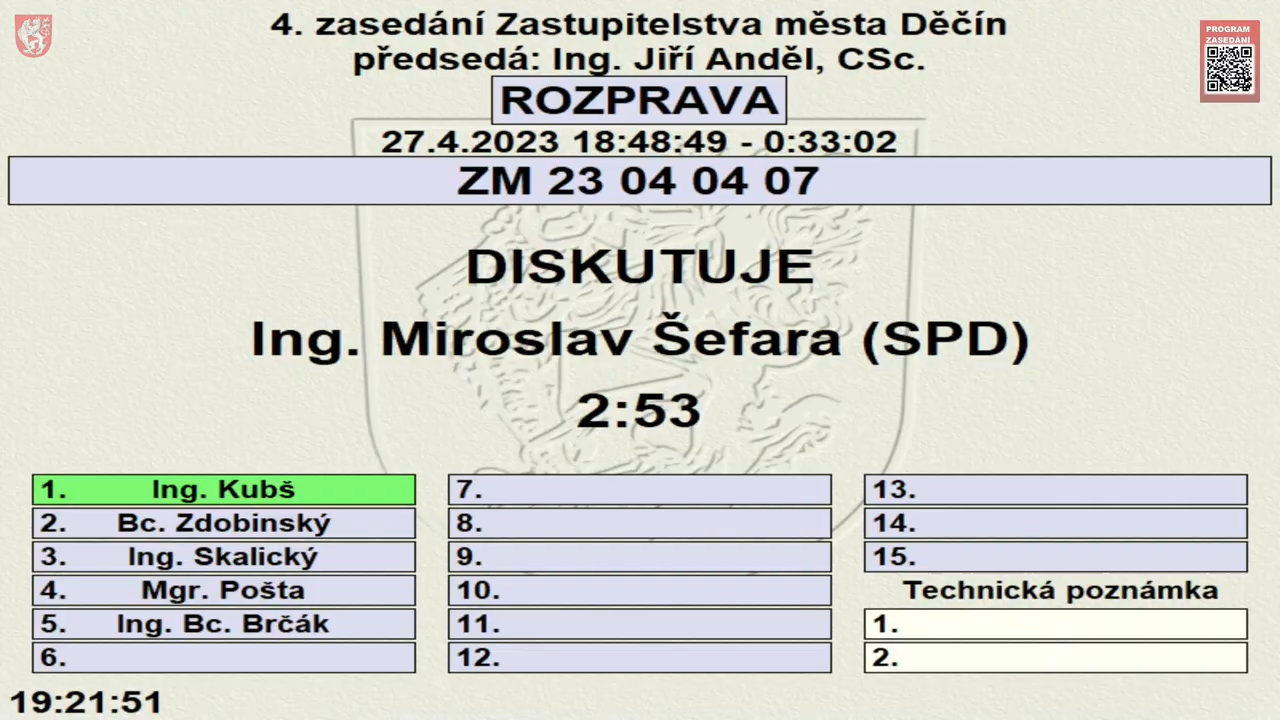 4. zasedání Zastupitelstva města Děčín
PROGRAM
ZASEDÁNÍ
předsedá: Ing. Jiří Anděl, CSc.
ROZPRAVA
27.4.2023 18:48:49 - 0:33:02
ZM 23 04 04 07
DISKUTUJE
Ing. Miroslav Šefara (SPD)
2:53
1. Ing. Kubš
2. Bc. Zdobinský
3. Ing. Skalický
4. Mgr. Pošta
5. Ing. Bc. Brčák
6.
7.
8.
9.
10.
11.
12.
13.
14.
15.
Technická poznámka
1.
2.
19:21:51